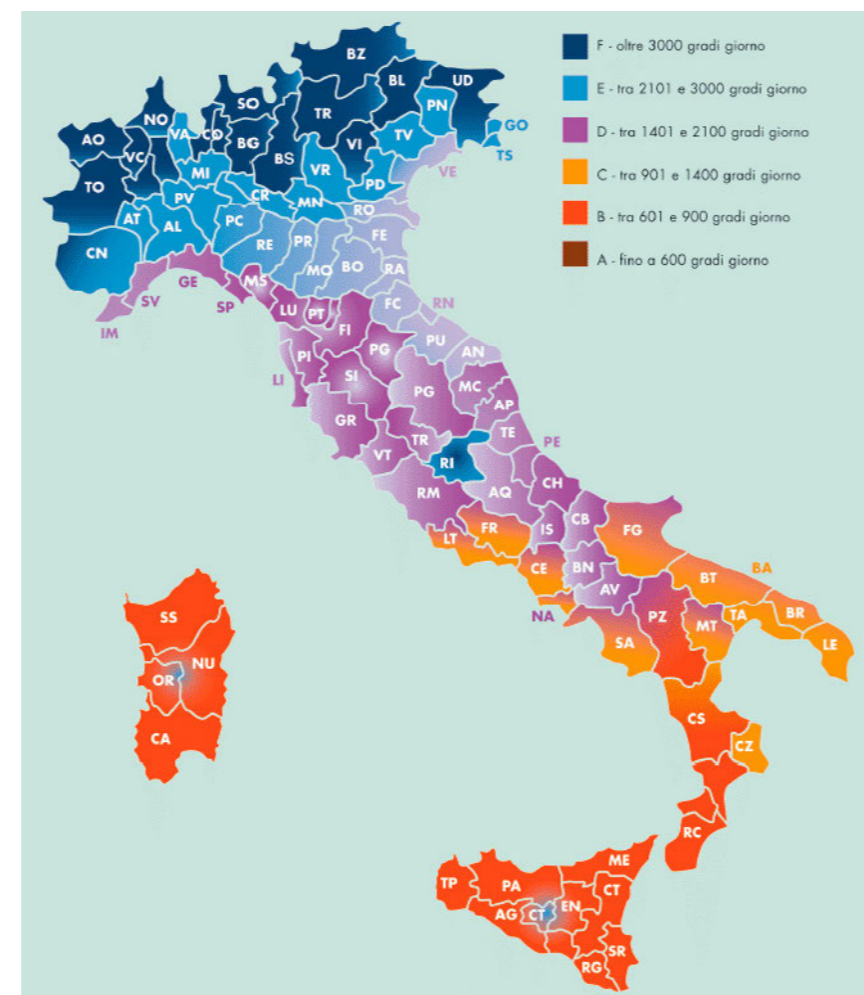 F - oltre 3000 gradi giorno
E - tra 2101 e 3000 gradi giorno
D - tra 1401 e 2100 gradi giorno
C - tra 901 e 1400 gradi giorno
B - tra 601 e 900 gradi giorno
A - fino a 600 gradi giorno
BZ
BL
UD
SO
NO
TR
PN
VA
CO
GO
AO
VC
BG
BS
VI
TV
TS
MI
VR
PD
VE
TO
PV
CR
MN
RO
AT
AL
PC
RE
PR
FE
CN
MO
BO
RA
GE
MS
SV
SP
LU
PT
FC
RN
IM
FI
PU
PI
PG
AN
LI
SI
PG
MC
GR
AP
TR
TE
VT
RI
PE
RM
AQ
CH
LT
FR
IS
CB
FG
CE
BN
BT
BA
AV
NA
PZ
MT
TA
BR
SA
LE
SS
NU
OR
CA
CS
CZ
RC
ME
TP
PA
CT
AG
CT
EN
SR
RG